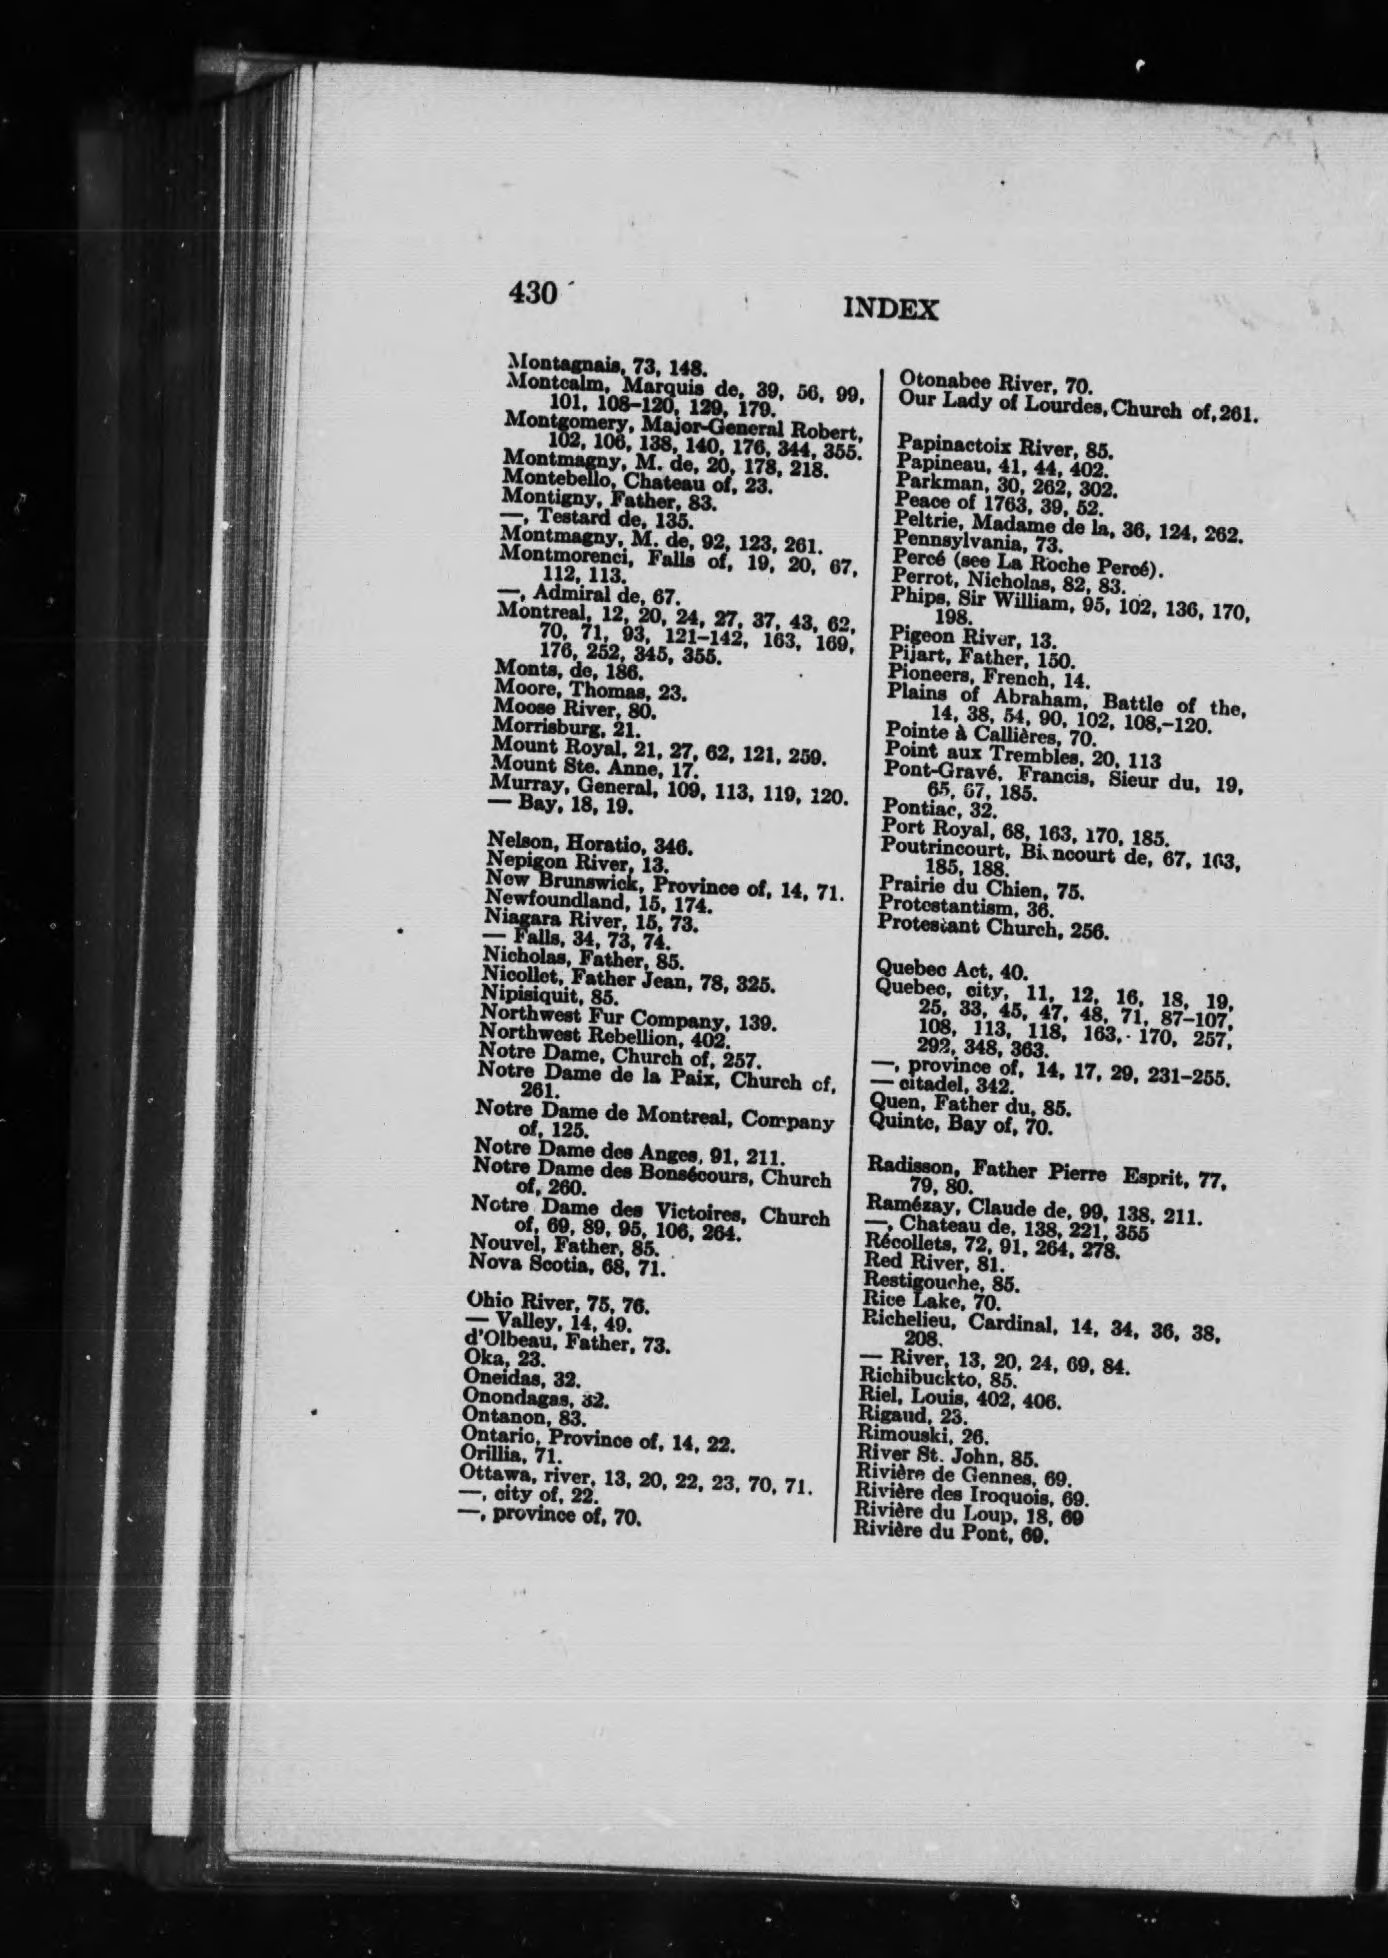 430
INDEX
Montagnais, 73, 148.
Montcalm, Marquis de, 39, 56, 99,
101, 108-120, 129, 179.
Montgomery, Major-General Robert,
102, 106, 138, 140, 176, 344, 355.
Montmagny, M. de, 20, 178, 218.
Montebello, Chateau of, 23.
Montigny, Father, 83.
—, Testard de, 135.
Montmagny, M. de, 92, 123, 261.
Montmorenci, Falls of, 19, 20, 67,
112, 113.
—, Admiral de, 67.
Montreal, 12, 20, 24, 27, 37, 43, 62,
70, 71, 93, 121-142, 163, 169,
176, 252, 345, 355.
Monts, de, 186.
Moore, Thomas, 23.
Moose River, 80.
Morrisburg, 21.
Mount Royal, 21, 27, 62, 121, 259.
Mount Ste. Anne, 17.
Murray, General, 109, 113, 119, 120.
— Bay, 18, 19.
Nelson, Horatio, 346.
Nepigon River, 13.
New Brunswick, Province of, 14, 71.
Newfoundland, 15, 174.
Niagara River, 15, 73.
— Falls, 34, 73, 74.
Nicholas, Father, 85.
Nicollet, Father Jean, 78, 325.
Nipisiquit, 85.
Northwest Fur Company, 139.
Northwest Rebellion, 402.
Notre Dame, Church of, 257.
Notre Dame de la Paix, Church of,
261.
Notre Dame de Montreal, Company
of, 125.
Notre Dame des Anges, 91, 211.
Notre Dame des Bonsécours, Church
of, 260.
Notre Dame des Victoires, Church
of, 69, 89, 95, 106, 264.
Nouvel, Father, 85.
Nova Scotia, 68, 71.
Ohio River, 75, 76.
— Valley, 14, 49.
d'Olbeau, Father, 73.
Oka, 23.
Oneidas, 32.
Onondagas, 32.
Ontanon, 83.
Ontario, Province of, 14, 22.
Orillia, 71.
Ottawa, river, 13, 20, 22, 23, 70, 71.
—, city of, 22.
—, province of, 70.
Otonabee River, 70.
Our Lady of Lourdes, Church of, 261.
Papinactoix River, 85.
Papineau, 41, 44, 402.
Parkman, 30, 262, 302.
Peace of 1763, 39, 52.
Peltrie, Madame de la, 36, 124, 262.
Pennsylvania, 73.
Percé (see La Roche Percé).
Perrot, Nicholas, 82, 83.
Phips, Sir William, 95, 102, 136, 170,
198.
Pigeon River, 13.
Pijart, Father, 150.
Pioneers, French, 14.
Plains of Abraham, Battle of the,
14, 38, 54, 90, 102, 108,-120.
Pointe à Callières, 70.
Point aux Trembles, 20, 113
Pont-Gravé, Francis, Sieur du, 19,
65, 67, 185.
Pontiac, 32.
Port Royal, 68, 163, 170, 185.
Poutrincourt, Biencourt de, 67, 163,
185, 188.
Prairie du Chien, 75.
Protestantism, 36.
Protestant Church, 256.
Quebec Act, 40.
Quebec, city, 11, 12, 16, 18, 19,
25, 33, 45, 47, 48, 71, 87-107,
108, 113, 118, 163, 170, 257,
292, 348, 363.
—, province of, 14, 17, 29, 231-255.
— citadel, 342.
Quen, Father du, 85.
Quinte, Bay of, 70.
Radisson, Father Pierre Esprit, 77,
79, 80.
Ramézay, Claude de, 99, 138, 211.
—, Chateau de, 138, 221, 355
Récollets, 72, 91, 264, 278.
Red River, 81.
Restigouche, 85.
Rice Lake, 70.
Richelieu, Cardinal, 14, 34, 36, 38,
208.
— River, 13, 20, 24, 69, 84.
Richibuckto, 85.
Riel, Louis, 402, 406.
Rigaud, 23.
Rimouski, 26.
River St. John, 85.
Rivière de Gennes, 69.
Rivière des Iroquois, 69.
Rivière du Loup, 18, 69
Rivière du Pont, 69.